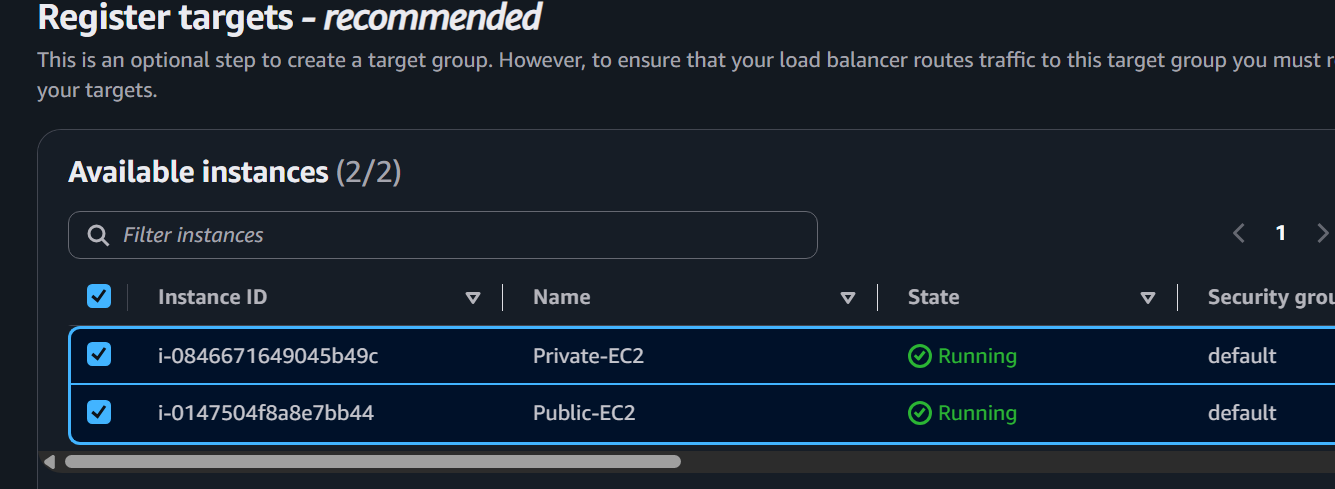 Register targets – recommended
This is an optional step to create a target group. However, to ensure that your load balancer routes traffic to this target group you must
your targets.
Available instances (2/2)
Filter instances
1
Instance ID Name State Security
i-0846671649045b49c Private-EC2 Running default
i-0147504f8a8e7bb44 Public-EC2 Running default